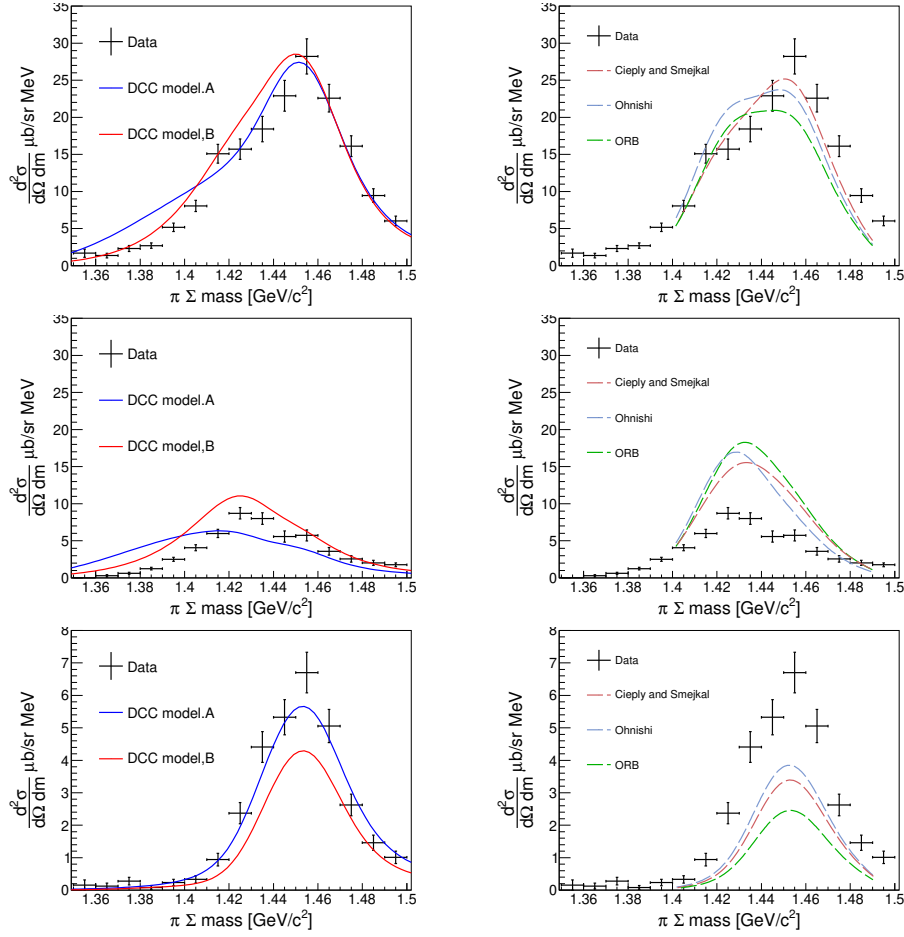 35
30
25
20
15
10
5
0
d²σ
dΩ dm
μb/sr MeV
Data
DCC model.A
DCC model,B
1.36 1.38 1.4 1.42 1.44 1.46 1.48 1.5
π Σ mass [GeV/c²]
35
30
25
20
15
10
5
0
d²σ
dΩ dm
μb/sr MeV
Data
Cieply and Smejkal
Ohnishi
ORB
1.36 1.38 1.4 1.42 1.44 1.46 1.48 1.5
π Σ mass [GeV/c²]
35
30
25
20
15
10
5
0
d²σ
dΩ dm
μb/sr MeV
Data
DCC model.A
DCC model,B
1.36 1.38 1.4 1.42 1.44 1.46 1.48 1.5
π Σ mass [GeV/c²]
35
30
25
20
15
10
5
0
d²σ
dΩ dm
μb/sr MeV
Data
Cieply and Smejkal
Ohnishi
ORB
1.36 1.38 1.4 1.42 1.44 1.46 1.48 1.5
π Σ mass [GeV/c²]
8
7
6
5
4
3
2
1
0
d²σ
dΩ dm
μb/sr MeV
Data
DCC model.A
DCC model,B
1.36 1.38 1.4 1.42 1.44 1.46 1.48 1.5
π Σ mass [GeV/c²]
8
7
6
5
4
3
2
1
0
d²σ
dΩ dm
μb/sr MeV
Data
Cieply and Smejkal
Ohnishi
ORB
1.36 1.38 1.4 1.42 1.44 1.46 1.48 1.5
π Σ mass [GeV/c²]